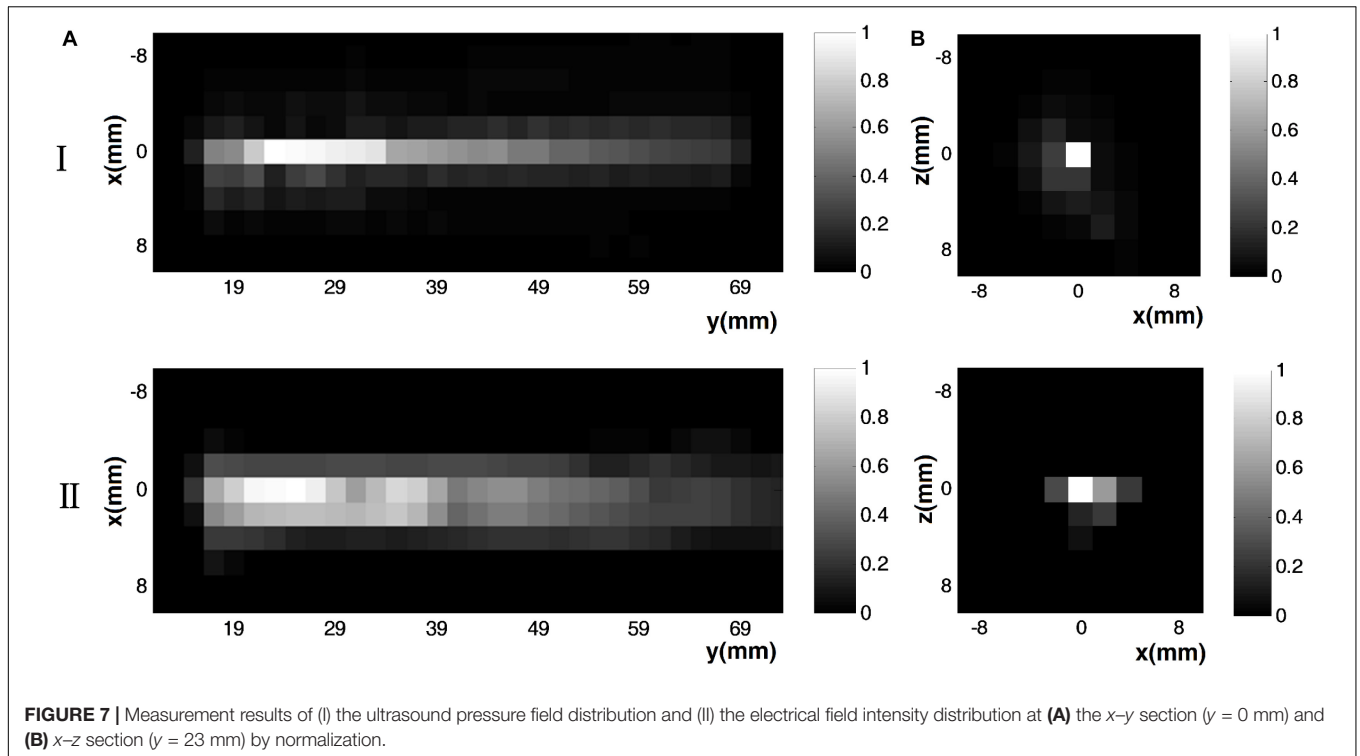 A
B
I
-8
0
8
x(mm)
19 29 39 49 59 69
y(mm)
1
0.8
0.6
0.4
0.2
0
-8
0
8
z(mm)
-8 0 8
x(mm)
1
0.8
0.6
0.4
0.2
0
II
-8
0
8
x(mm)
19 29 39 49 59 69
y(mm)
1
0.8
0.6
0.4
0.2
0
-8
0
8
z(mm)
-8 0 8
x(mm)
1
0.8
0.6
0.4
0.2
0
FIGURE 7 | Measurement results of (I) the ultrasound pressure field distribution and (II) the electrical field intensity distribution at (A) the x–y section (y = 0 mm) and
(B) x–z section (y = 23 mm) by normalization.